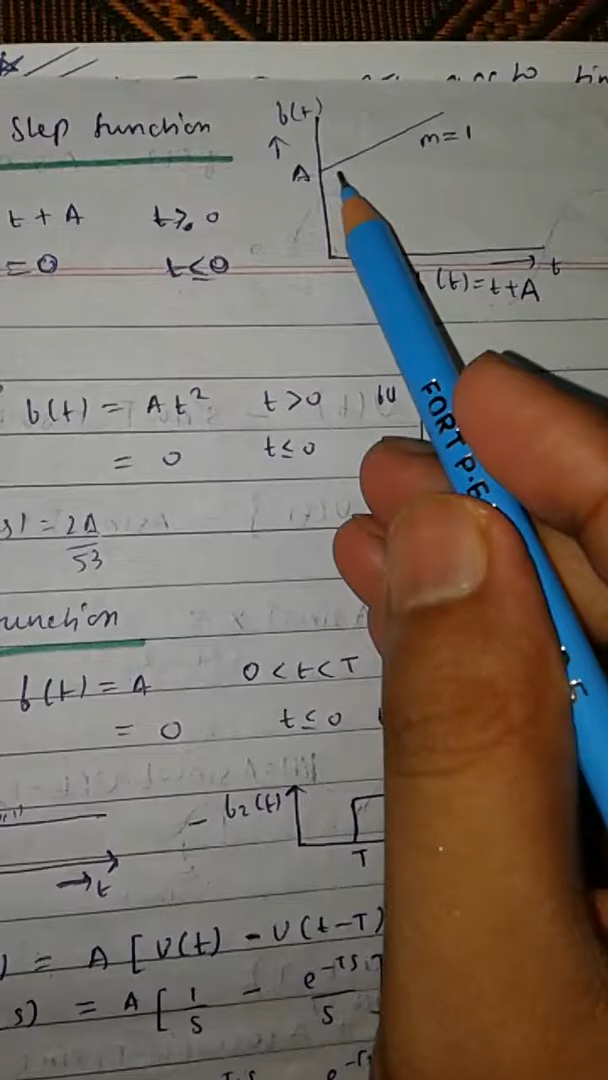 Step function
b(t)
m=1
A
t + A t ≥ 0
= 0 t ≤ 0
t
(t) = t + A
b(t) = A t² t > 0
= 0 t ≤ 0
s) = 2A / S3
unction
b(t) = A 0 < t < T
= 0 t ≤ 0
b2(t)
→ t
T
) = A [ U(t) - U(t-T)
s) = A [ 1/S - e^-TS / S
FORT P.E